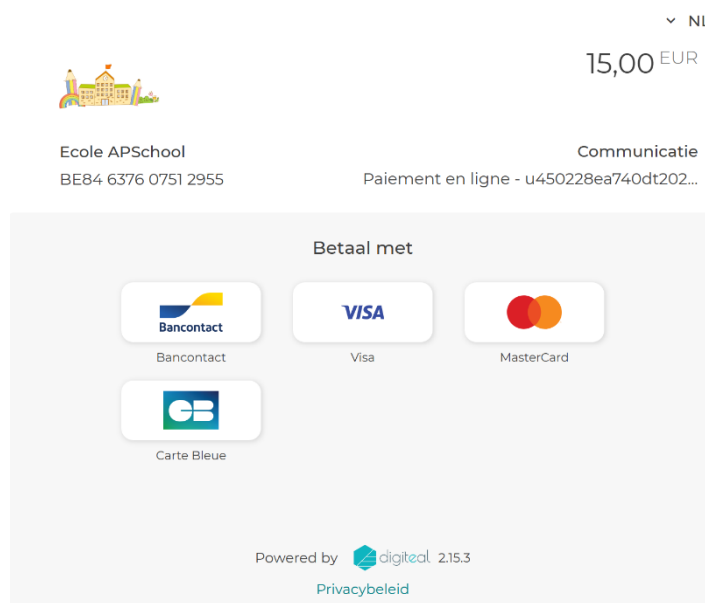 NL
15,00 EUR
Ecole APSchool
Communicatie
BE84 6376 0751 2955
Paiement en ligne - u450228ea740dt202...
Betaal met
Bancontact
VISA
Bancontact
Visa
MasterCard
CB
Carte Bleue
Powered by digiteal 2.15.3
Privacybeleid